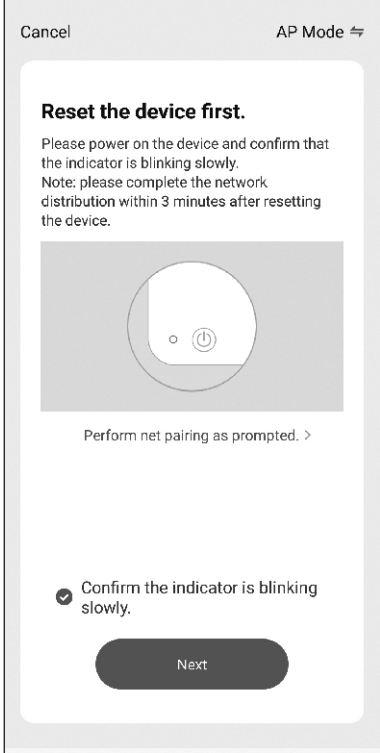 Cancel
AP Mode ⇋
Reset the device first.
Please power on the device and confirm that
the indicator is blinking slowly.
Note: please complete the network
distribution within 3 minutes after resetting
the device.
Perform net pairing as prompted. >
Confirm the indicator is blinking
slowly.
Next